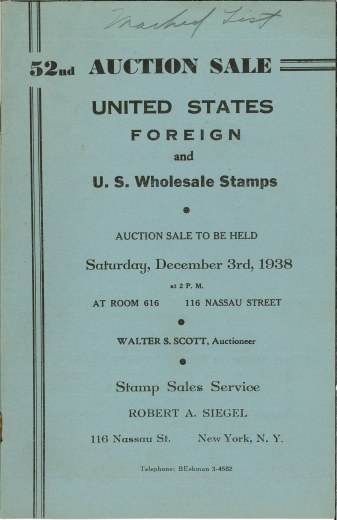 Marked List
52nd AUCTION SALE
UNITED STATES
FOREIGN
and
U. S. Wholesale Stamps
AUCTION SALE TO BE HELD
Saturday, December 3rd, 1938
at 2 P. M.
AT ROOM 616 116 NASSAU STREET
WALTER S. SCOTT, Auctioneer
Stamp Sales Service
ROBERT A. SIEGEL
116 Nassau St. New York, N. Y.
Telephone: BEekman 3-4582